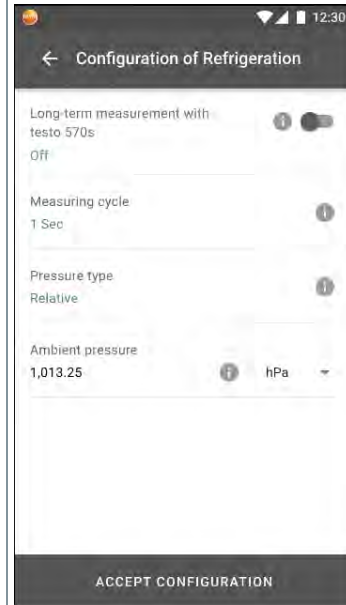 12:30
Configuration of Refrigeration
Long-term measurement with
testo 570s
Off
Measuring cycle
1 Sec
Pressure type
Relative
Ambient pressure
1,013.25 hPa
ACCEPT CONFIGURATION